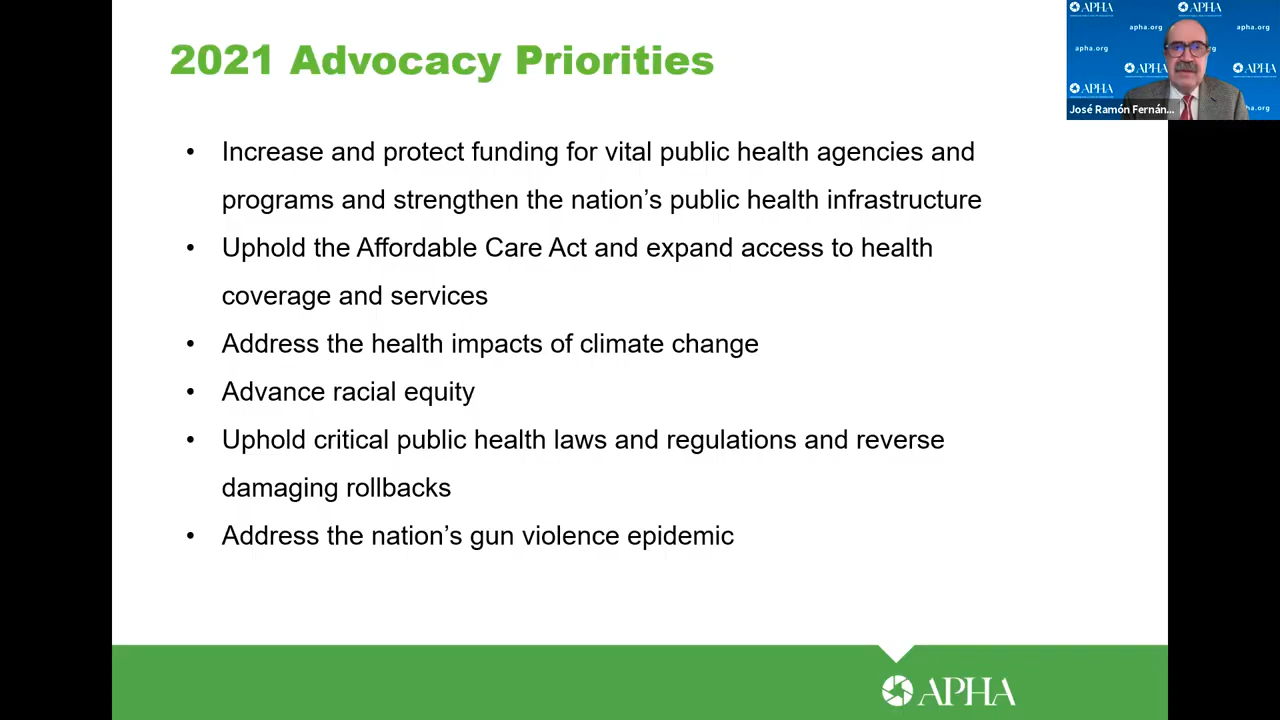 2021 Advocacy Priorities
• Increase and protect funding for vital public health agencies and
programs and strengthen the nation’s public health infrastructure
• Uphold the Affordable Care Act and expand access to health
coverage and services
• Address the health impacts of climate change
• Advance racial equity
• Uphold critical public health laws and regulations and reverse
damaging rollbacks
• Address the nation’s gun violence epidemic
APHA
APHA
APHA
apha.org
apha.org
apha.org
APHA
APHA
APHA
José Ramón Fernán...